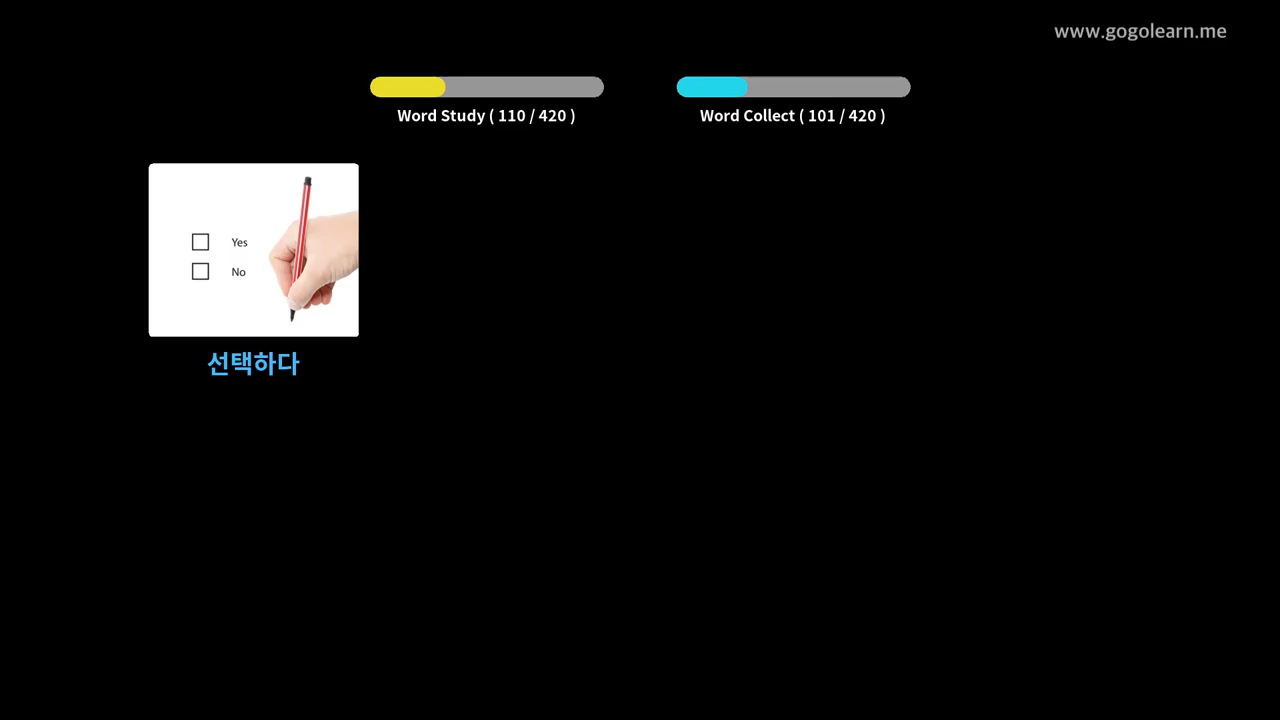 www.gogolearn.me
Word Study ( 110 / 420 )
Word Collect ( 101 / 420 )
Yes
No
선택하다